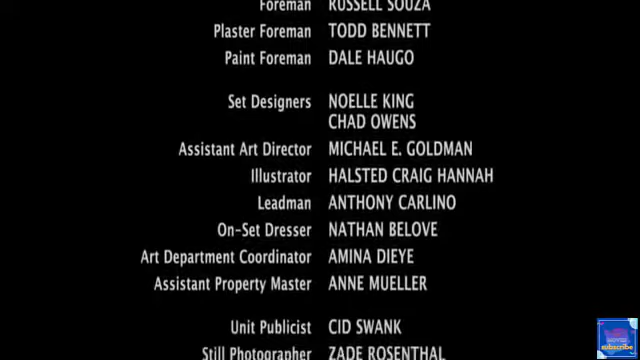 Foreman RUSSELL SOUZA
Plaster Foreman TODD BENNETT
Paint Foreman DALE HAUGO
Set Designers NOELLE KING
CHAD OWENS
Assistant Art Director MICHAEL E. GOLDMAN
Illustrator HALSTED CRAIG HANNAH
Leadman ANTHONY CARLINO
On-Set Dresser NATHAN BELOVE
Art Department Coordinator AMINA DIEYE
Assistant Property Master ANNE MUELLER
Unit Publicist CID SWANK
Still Photographer ZADE ROSENTHAL
subscribe